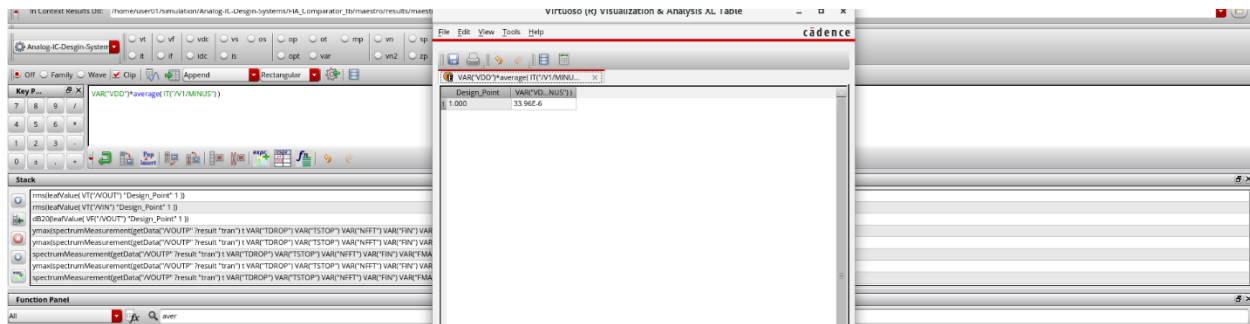 In Context Results DB: /home/user01/simulation/Analog-IC-Desgin-Systems/FIA_Comparator_tb/maestro/results/maest
Analog-IC-Desgin-System
vt vf vdc vs os op ot mp vn sp
it if idc is opt var vn2 zp
Off Family Wave Clip Append Rectangular
Key P...
7 8 9 /
4 5 6 *
1 2 3 -
0 ± . +
VAR("VDD")*average( IT("/V1/MINUS") )
Stack
rms(leafValue( VT("/VOUT") "Design_Point" 1 ))
rms(leafValue( VT("/VIN") "Design_Point" 1 ))
dB20(leafValue( VF("/VOUT") "Design_Point" 1 ))
ymax(spectrumMeasurement(getData("/VOUTP" ?result "tran") t VAR("TDROP") VAR("TSTOP") VAR("NFFT") VAR("FIN") VAR
ymax(spectrumMeasurement(getData("/VOUTP" ?result "tran") t VAR("TDROP") VAR("TSTOP") VAR("NFFT") VAR("FIN") VAR
spectrumMeasurement(getData("/VOUTP" ?result "tran") t VAR("TDROP") VAR("TSTOP") VAR("NFFT") VAR("FIN") VAR("FMA
ymax(spectrumMeasurement(getData("/VOUTP" ?result "tran") t VAR("TDROP") VAR("TSTOP") VAR("NFFT") VAR("FIN") VAR
spectrumMeasurement(getData("/VOUTP" ?result "tran") t VAR("TDROP") VAR("TSTOP") VAR("NFFT") VAR("FIN") VAR("FMA
Function Panel
All fx aver
Virtuoso (R) Visualization & Analysis XL Table
File Edit View Tools Help cādence
VAR("VDD")*average( IT("/V1/MINU...
Design_Point VAR("VD...NUS") )
1 1.000 33.96E-6